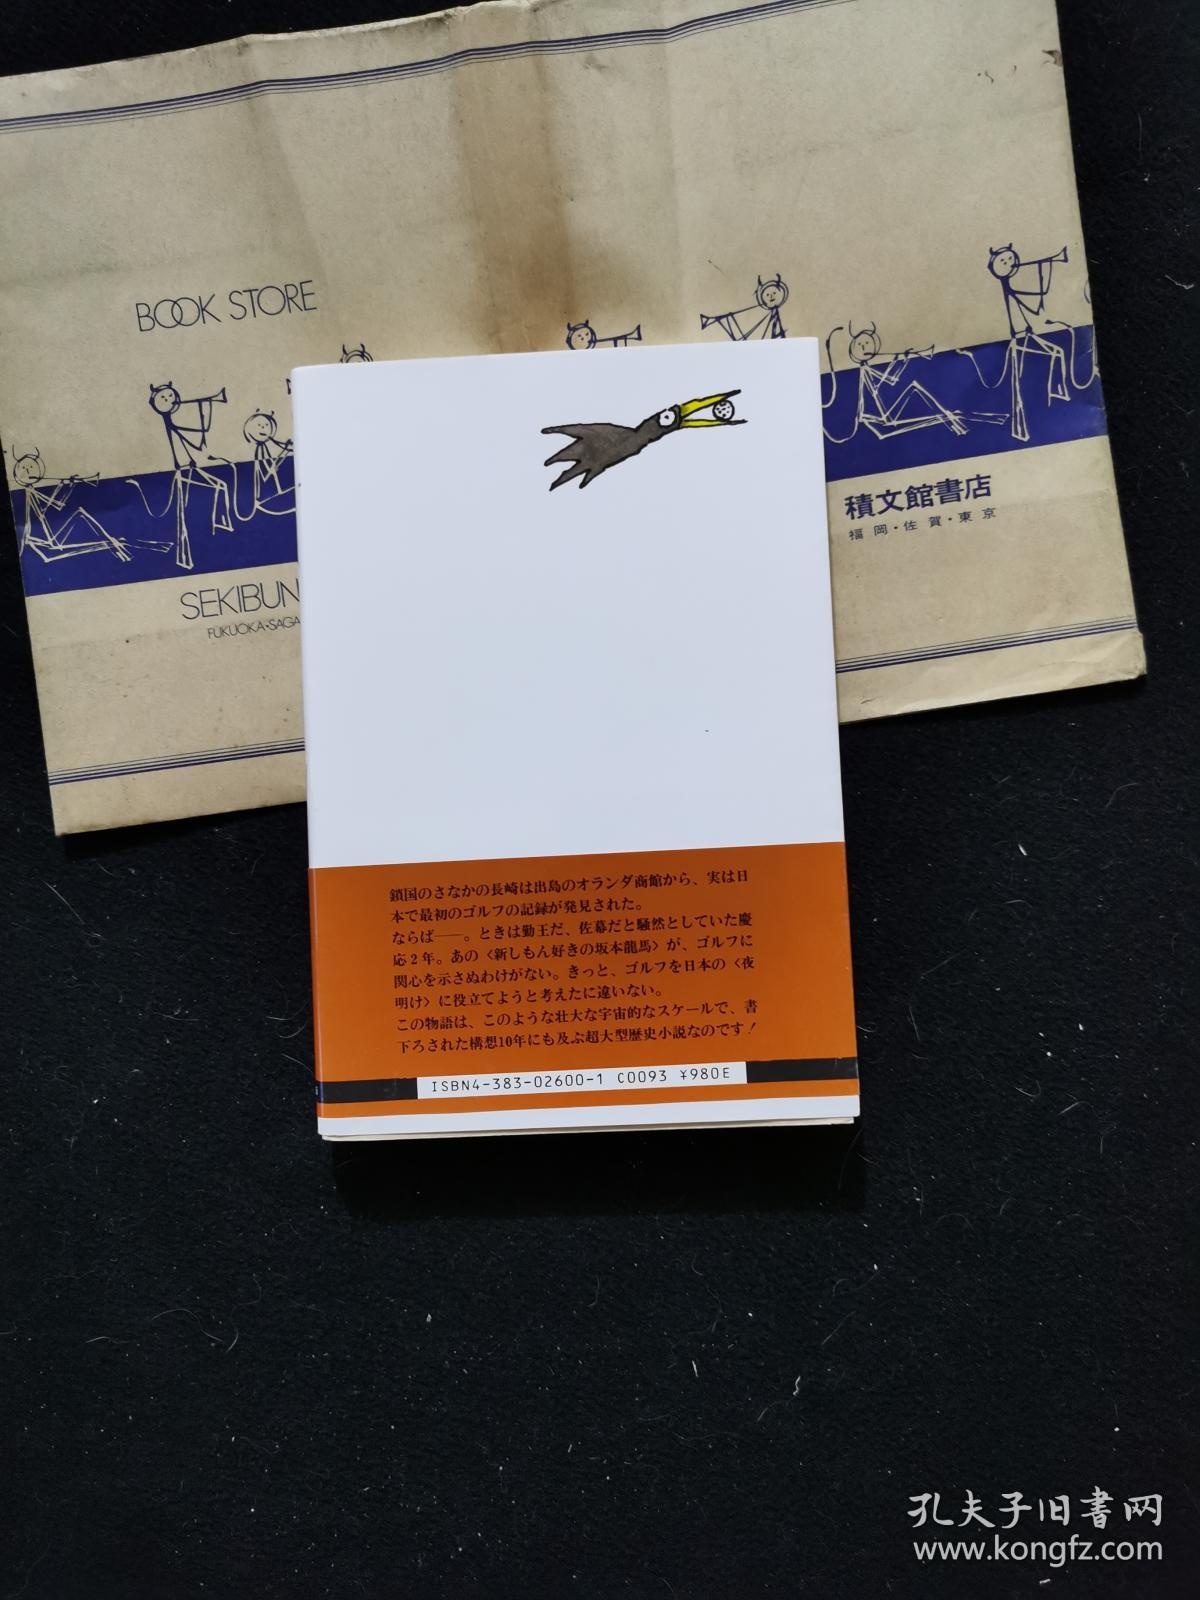 BOOK STORE
SEKIBUN
FUKUOKA・SAGA
積文館書店
福岡・佐賀・東京
鎖国のさなかの長崎は出島のオランダ商館から、実は日
本で最初のゴルフの記録が発見された。
ならば——。ときは勤王だ、佐幕だと騒然としていた慶
応2年。あの〈新しもん好きの坂本龍馬〉が、ゴルフに
関心を示さぬわけがない。きっと、ゴルフを日本の〈夜
明け〉に役立てようと考えたに違いない。
この物語は、このような壮大な宇宙的なスケールで、書
下ろされた構想10年にも及ぶ超大型歴史小説なのです！
ISBN4-383-02600-1 C0093 ¥980E
孔夫子旧书网
www.kongfz.com